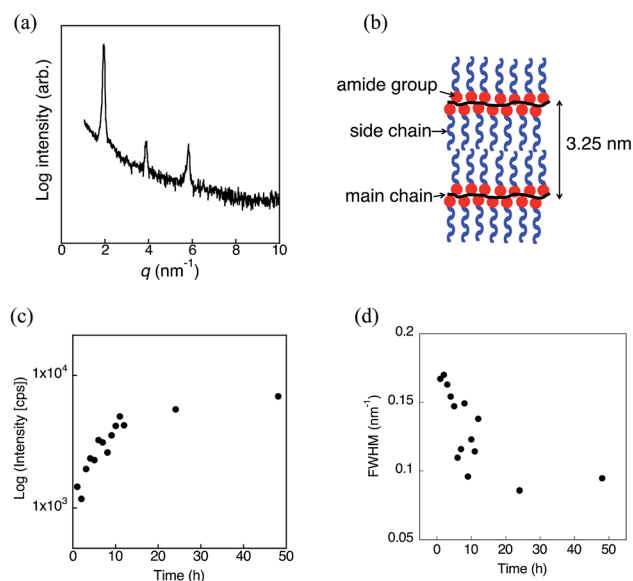 (a)
Log intensity (arb.)
0 2 4 6 8 10
q (nm⁻¹)
(b)
amide group
side chain
main chain
3.25 nm
(c)
Log (Intensity [cps])
1x10⁴
1x10³
0 10 20 30 40 50
Time (h)
(d)
FWHM (nm⁻¹)
0.2
0.15
0.1
0.05
0 10 20 30 40 50
Time (h)